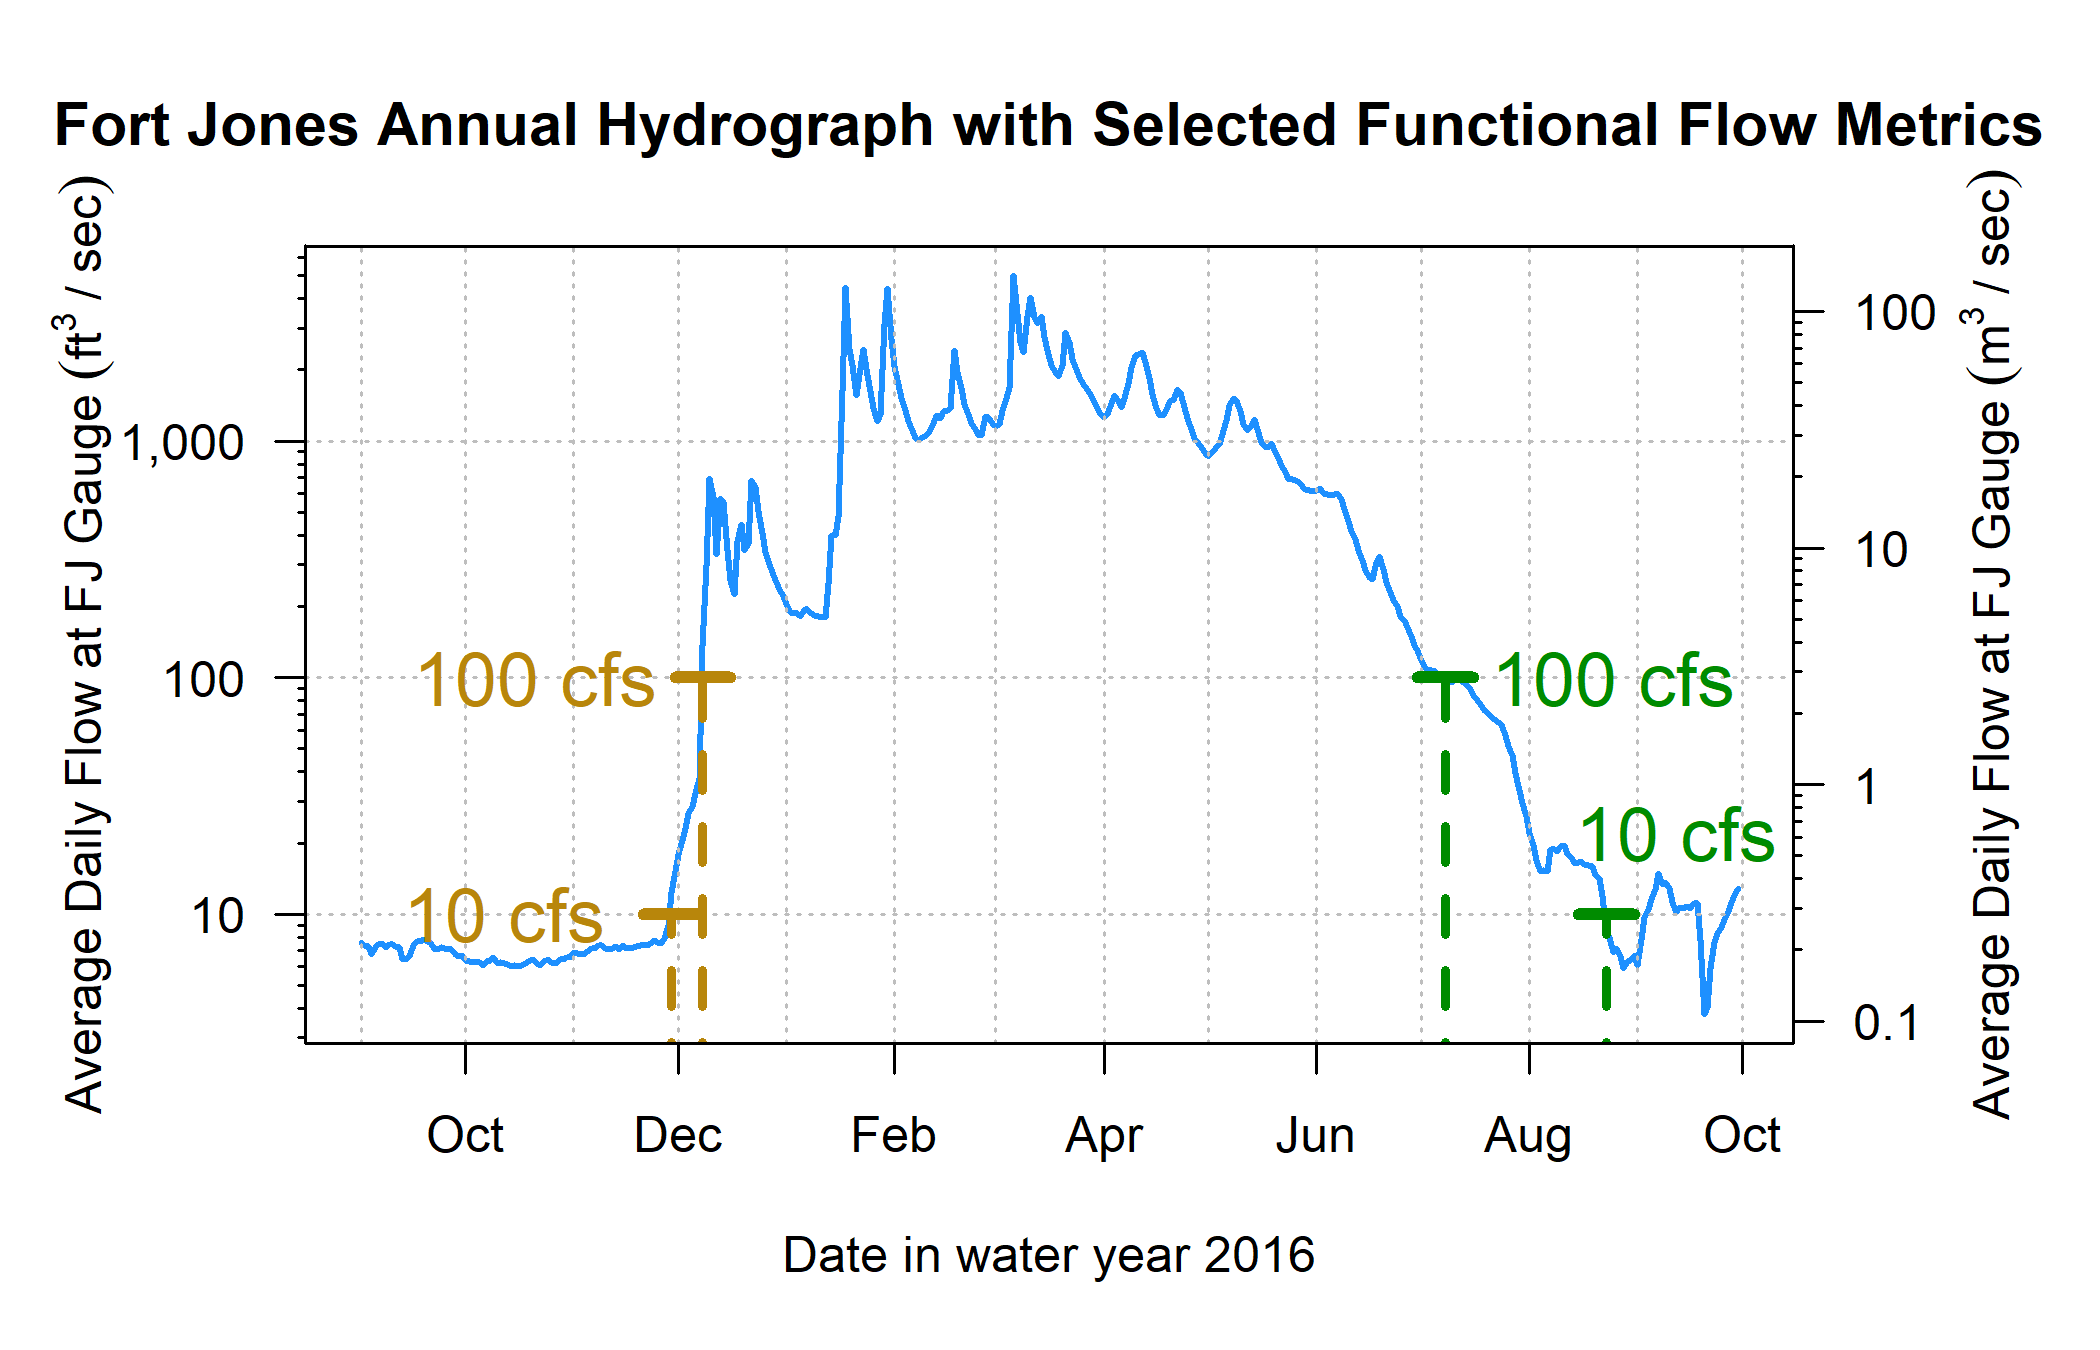 Fort Jones Annual Hydrograph with Selected Functional Flow Metrics
Average Daily Flow at FJ Gauge (ft³ / sec)
1,000
100
10
100 cfs
10 cfs
100 cfs
10 cfs
100
10
1
0.1
Average Daily Flow at FJ Gauge (m³ / sec)
Oct Dec Feb Apr Jun Aug Oct
Date in water year 2016